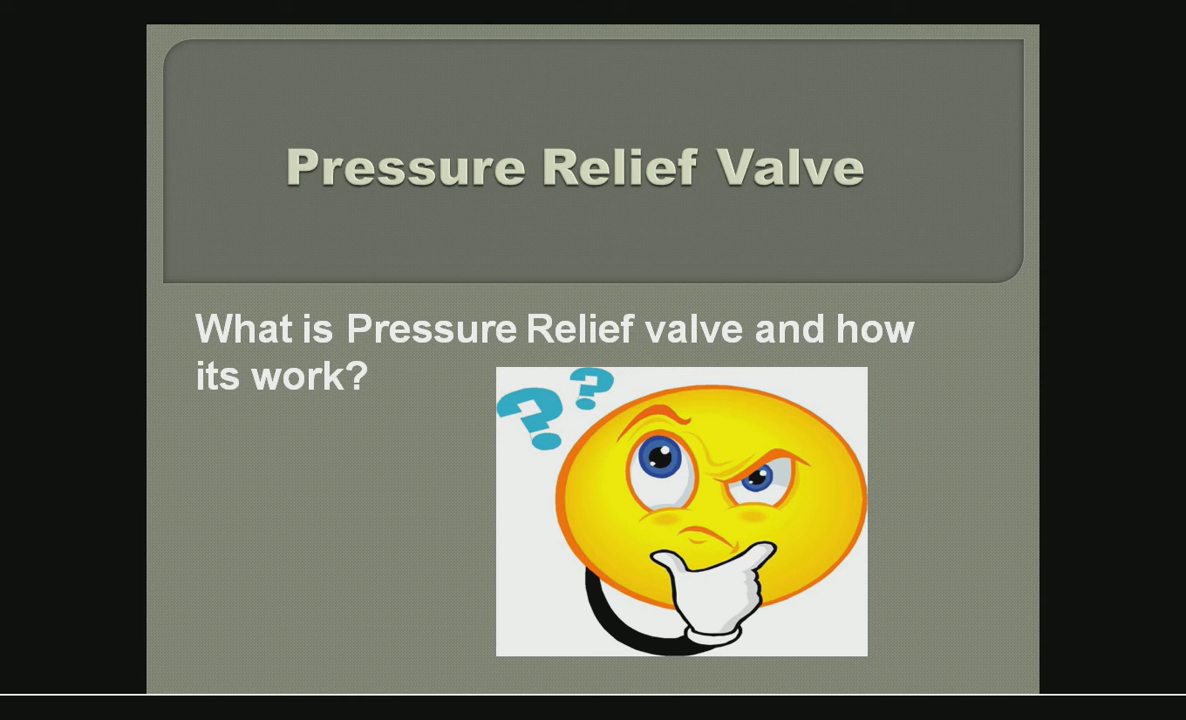 Pressure Relief Valve
What is Pressure Relief valve and how
its work?
? ?